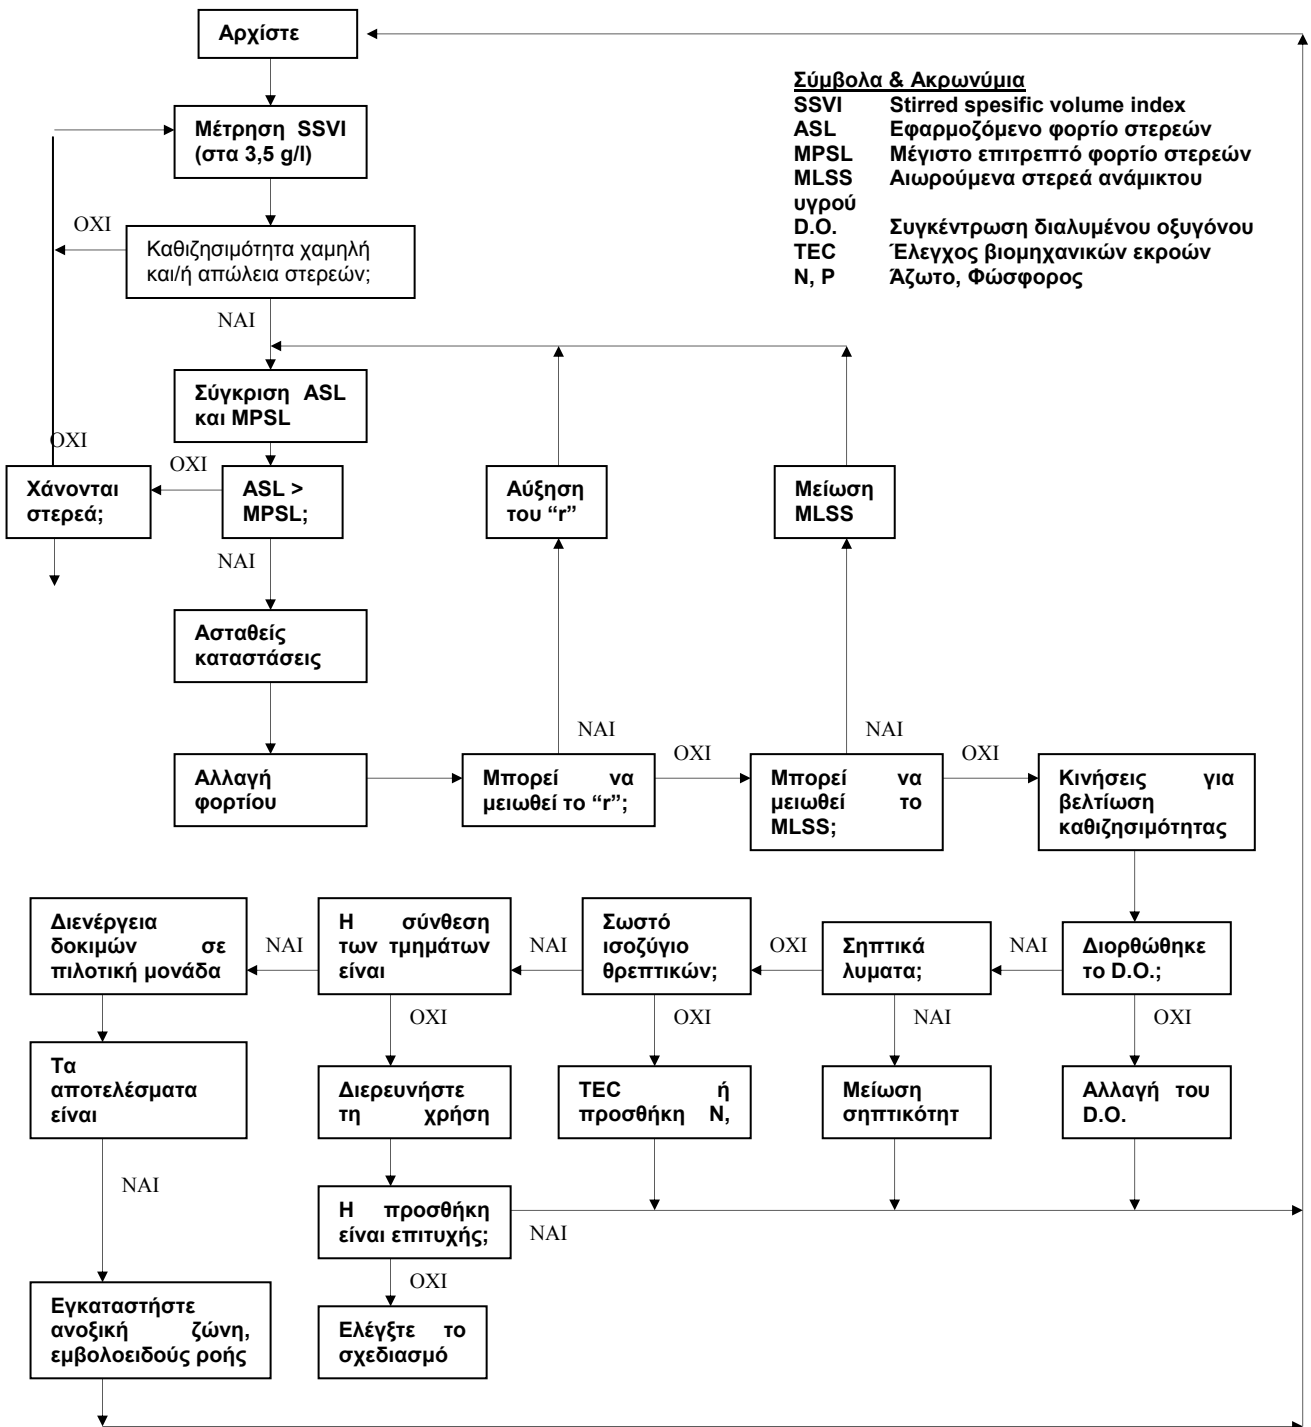 Αρχίστε
Σύμβολα & Ακρωνύμια
SSVI Stirred spesific volume index
ASL Εφαρμοζόμενο φορτίο στερεών
MPSL Μέγιστο επιτρεπτό φορτίο στερεών
MLSS Αιωρούμενα στερεά ανάμικτου
υγρού
D.O. Συγκέντρωση διαλυμένου οξυγόνου
TEC Έλεγχος βιομηχανικών εκροών
N, P Άζωτο, Φώσφορος
Μέτρηση SSVI
(στα 3,5 g/l)
ΟΧΙ
Καθιζησιμότητα χαμηλή
και/ή απώλεια στερεών;
ΝΑΙ
Σύγκριση ASL
και MPSL
ΟΧΙ
ΟΧΙ
Χάνονται
στερεά;
ASL >
MPSL;
Αύξηση
του “r”
Μείωση
MLSS
ΝΑΙ
Ασταθείς
καταστάσεις
ΝΑΙ
ΝΑΙ
ΟΧΙ
ΟΧΙ
Αλλαγή
φορτίου
Μπορεί να
μειωθεί το “r”;
Μπορεί να
μειωθεί το
MLSS;
Κινήσεις για
βελτίωση
καθιζησιμότητας
Διενέργεια
δοκιμών σε
πιλοτική μονάδα
ΝΑΙ
Η σύνθεση
των τμημάτων
είναι
ΝΑΙ
Σωστό
ισοζύγιο
θρεπτικών;
ΟΧΙ
Σηπτικά
λυματα;
ΝΑΙ
Διορθώθηκε
το D.O.;
ΟΧΙ
ΟΧΙ
ΝΑΙ
ΟΧΙ
Τα
αποτελέσματα
είναι
Διερευνήστε
τη χρήση
TEC ή
προσθήκη N,
Μείωση
σηπτικότητ
Αλλαγή του
D.O.
ΝΑΙ
Η προσθήκη
είναι επιτυχής;
ΝΑΙ
ΟΧΙ
Εγκαταστήστε
ανοξική ζώνη,
εμβολοειδούς ροής
Ελέγξτε το
σχεδιασμό